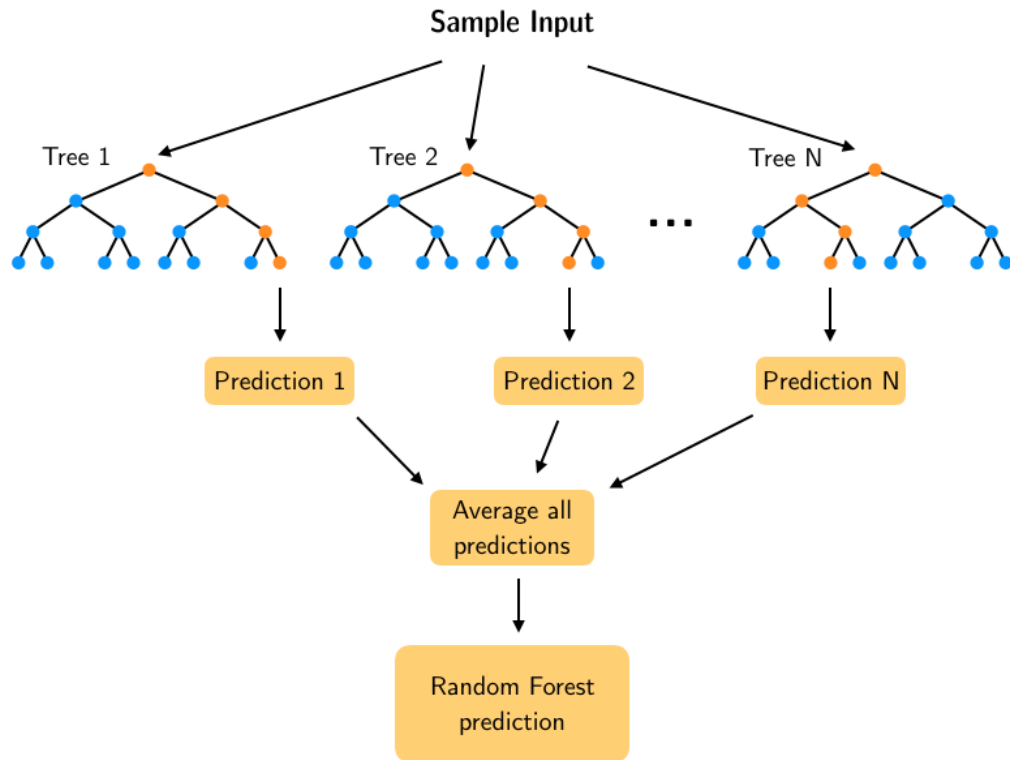 Sample Input
Tree 1
Tree 2
Tree N
...
Prediction 1
Prediction 2
Prediction N
Average all
predictions
Random Forest
prediction